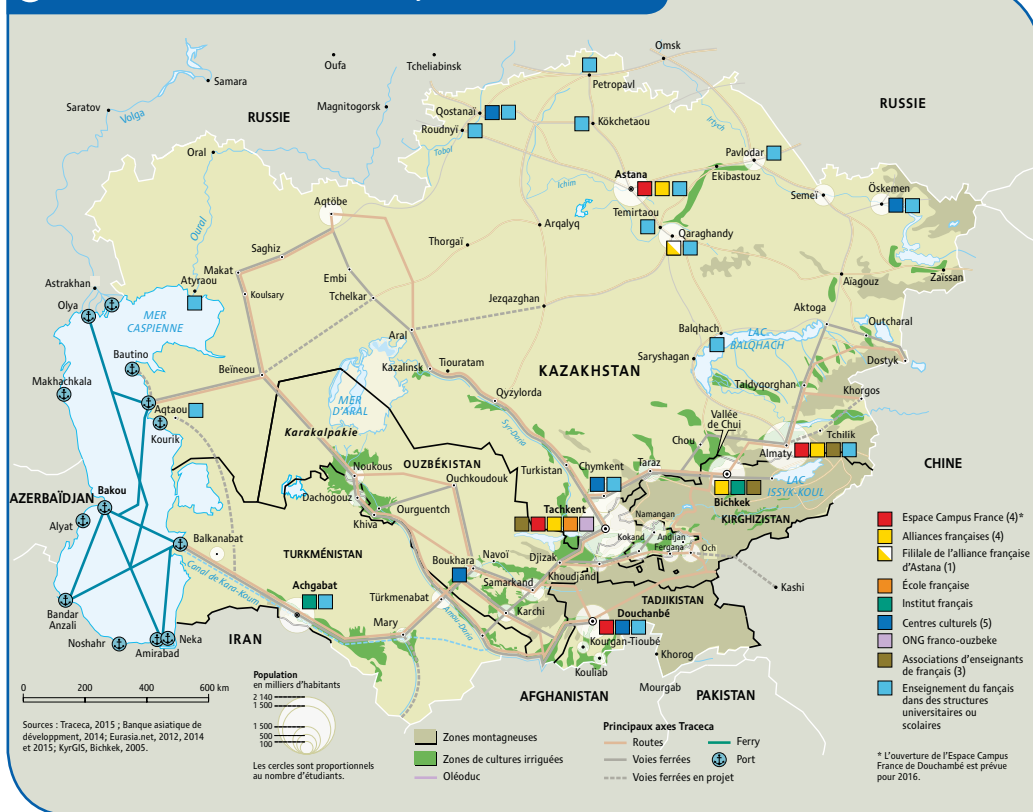 Omsk
Oufa
Tcheliabinsk
Samara
Petropavl
Saratov
Volga
Magnitogorsk
RUSSIE
RUSSIE
Qostanaï
Kökchetaou
Roudnyï
Tobol
Irtych
Oral
Pavlodar
Ekibastouz
Astana
Ichim
Semeï
Öskemen
Aqtöbe
Temirtaou
Arqalyq
Qaraghandy
Oural
Thorgaï
Saghiz
Makat
Embi
Zaïssan
Aïagouz
Astrakhan
Atyraou
Koulsary
Tchelkar
Jezqazghan
Olya
MER
CASPIENNE
Aktoga
Outcharal
Balqhach
LAC
BALQHACH
Aral
Bautino
Saryshagan
Dostyk
Beïneou
Kazalinsk
Tiouratam
KAZAKHSTAN
Makhachkala
Taldyqorghan
Khorgos
Aqtaou
MER
D'ARAL
Qyzylorda
Vallée
de Chui
Kourik
Karakalpakie
Syr-Daria
Chou
Tchilik
Almaty
Noukous
OUZBÉKISTAN
Turkistan
Chymkent
Taraz
CHINE
Ouchkoudouk
LAC
ISSYK-KOUL
AZERBAÏDJAN
Bakou
Dachogouz
Bichkek
Ourguentch
Tachkent
KIRGHIZISTAN
Khiva
Namangan
Alyat
Balkanabat
Kokand
Andijan
Fergana
Och
TURKMÉNISTAN
Navoï
Djizak
Boukhara
Khoudjand
Kashi
Canal de Kara-Koum
Achgabat
Samarkand
Türkmenabat
TADJIKISTAN
Bandar
Anzali
Karchi
Douchanbé
Amou-Daria
Mary
Kourgan-Tioubé
Noshahr
Neka
Amirabad
IRAN
Khorog
Kouliab
Mourgab
AFGHANISTAN
PAKISTAN
Espace Campus France (4)*
Alliances françaises (4)
Fililale de l'alliance française
d'Astana (1)
École française
Institut français
Centres culturels (5)
ONG franco-ouzbeke
Associations d'enseignants
de français (3)
Enseignement du fançais
dans des structures
universitaires ou
scolaires
* L'ouverture de l'Espace Campus
France de Douchambé est prévue
pour 2016.
0 200 400 600 km
Sources : Traceca, 2015 ; Banque asiatique de
développment, 2014; Eurasia.net, 2012, 2014
et 2015; KyrGIS, Bichkek, 2005.
Population
en milliers d'habitants
2 140
1 500
1 500
500
100
Les cercles sont proportionnels
au nombre d'étudiants.
Zones montagneuses
Zones de cultures irriguées
Oléoduc
Principaux axes Traceca
Routes
Voies ferrées
Voies ferrées en projet
Ferry
Port